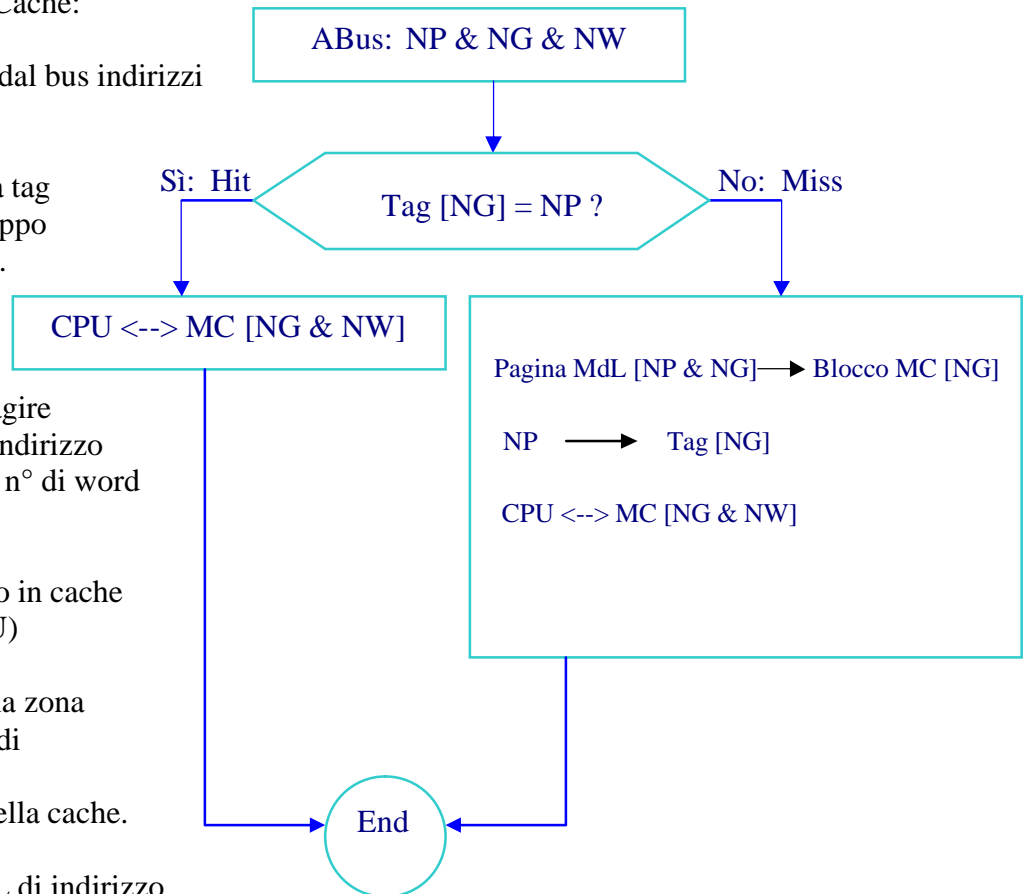 Cache:
dal bus indirizzi
tag
ppo
.
agire
ndirizzo
n° di word
o in cache
U)
a zona
di
ella cache.
di indirizzo
ABus: NP & NG & NW
Sì: Hit
Tag [NG] = NP ?
No: Miss
CPU <--> MC [NG & NW]
Pagina MdL [NP & NG] → Blocco MC [NG]
NP → Tag [NG]
CPU <--> MC [NG & NW]
End